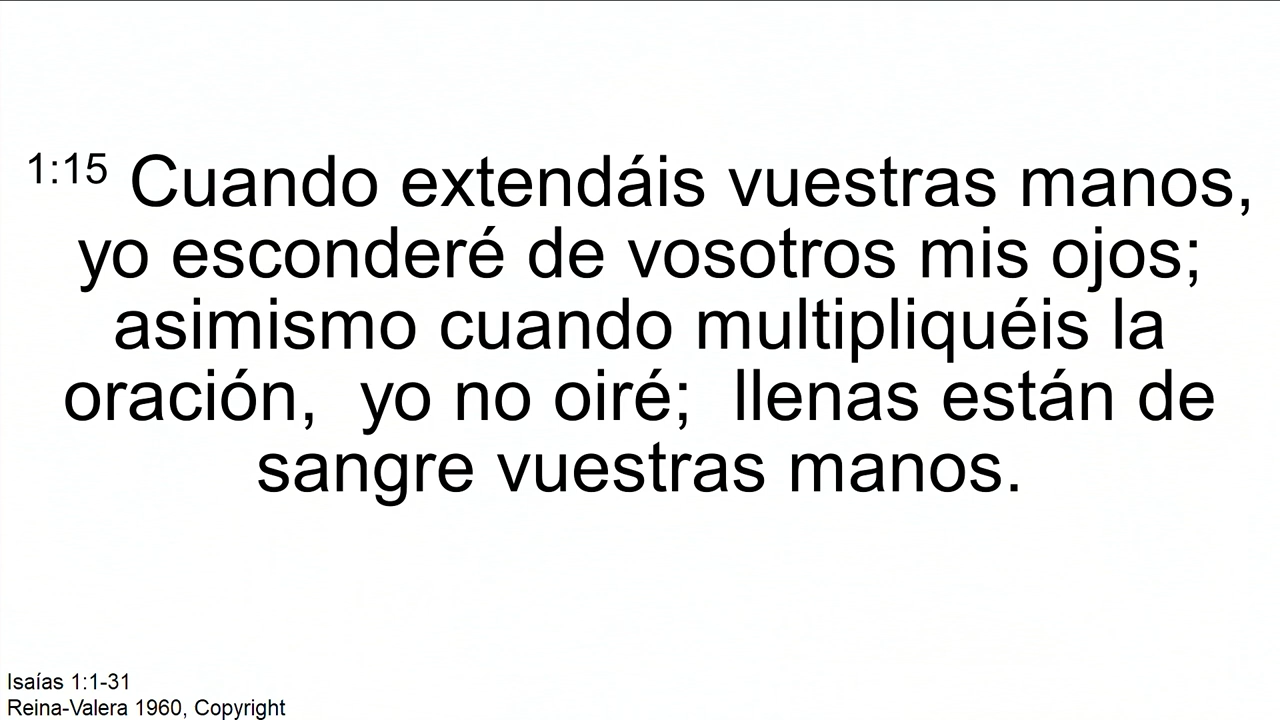 1:15 Cuando extendáis vuestras manos,
yo esconderé de vosotros mis ojos;
asimismo cuando multipliquéis la
oración,  yo no oiré;  llenas están de
sangre vuestras manos.
Isaías 1:1-31
Reina-Valera 1960, Copyright